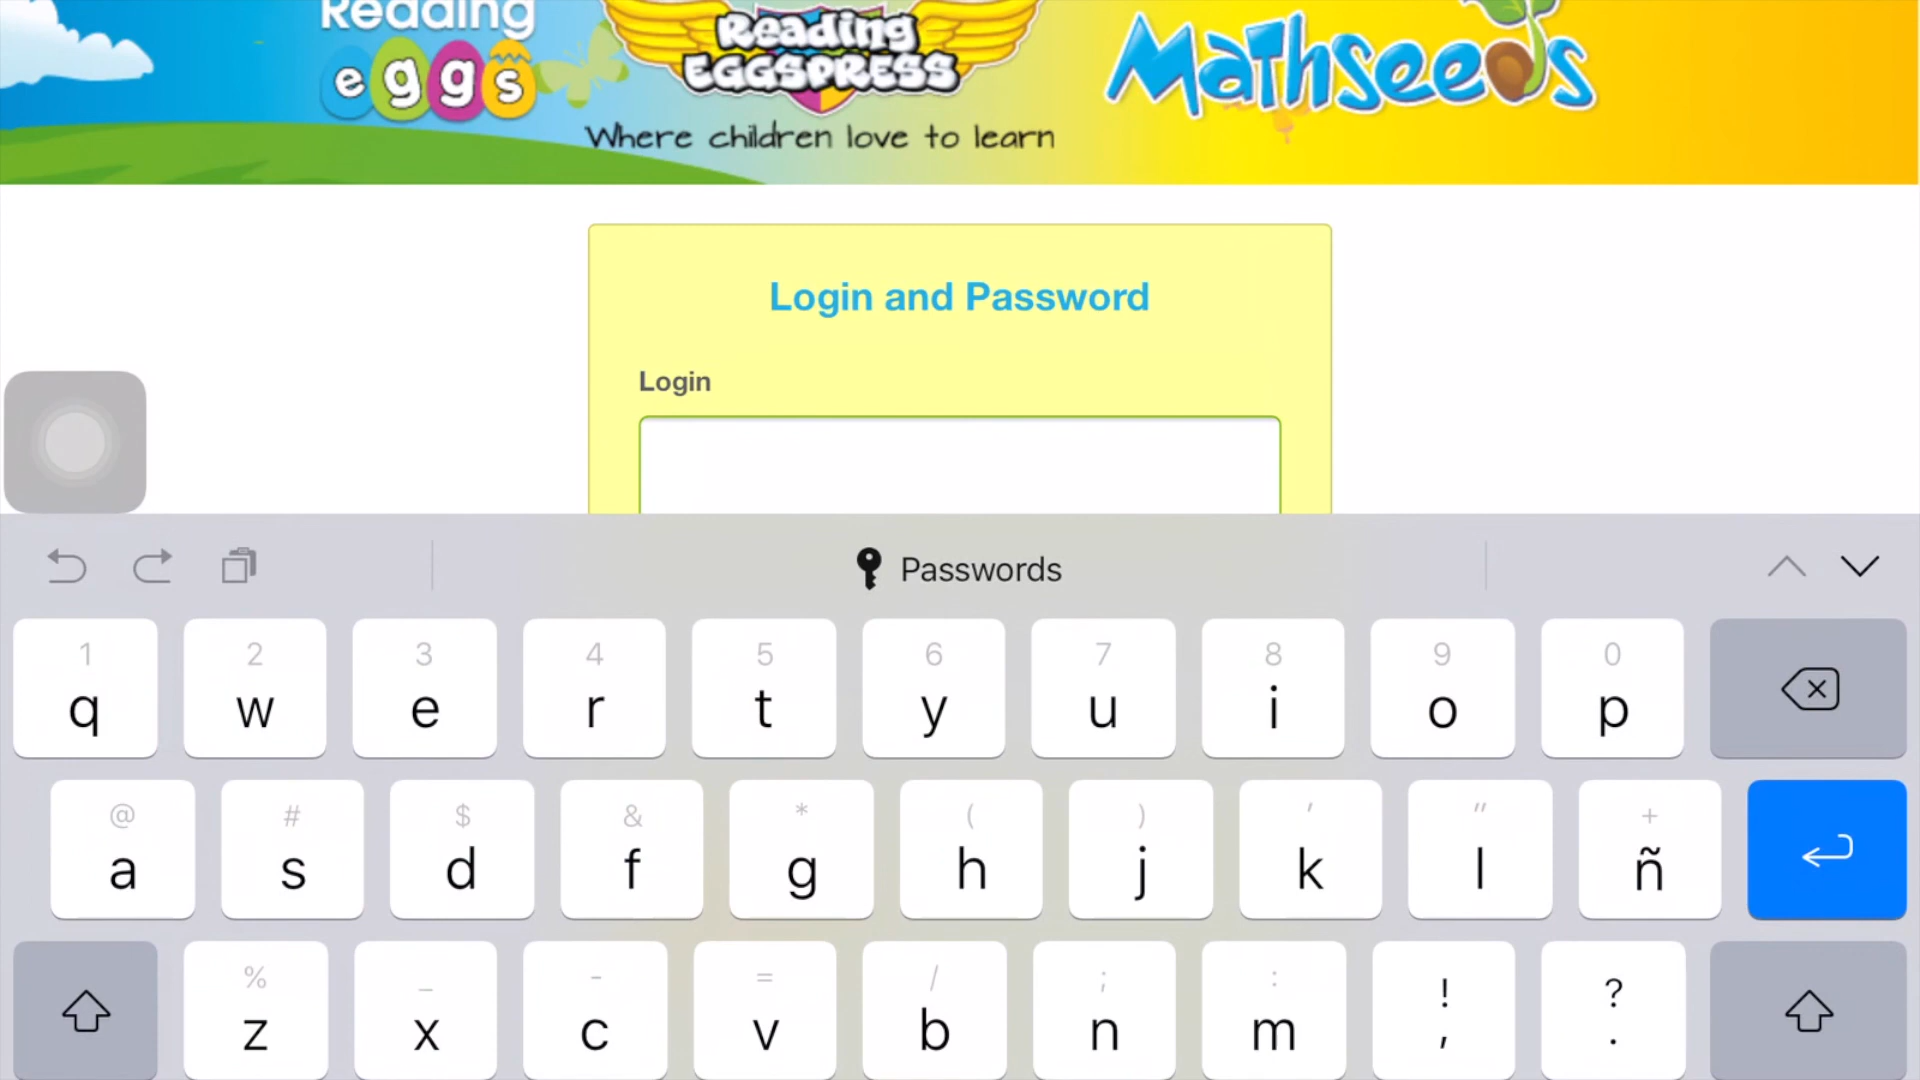 Reading
eggs
Reading
EGGSPRESS
Mathseeds
Where children love to learn
Login and Password
Login
Passwords
1 2 3 4 5 6 7 8 9 0
q w e r t y u i o p
@ # $ & * ( ) ' " +
a s d f g h j k l ñ
% _ - = / ; : ! ?
z x c v b n m , .